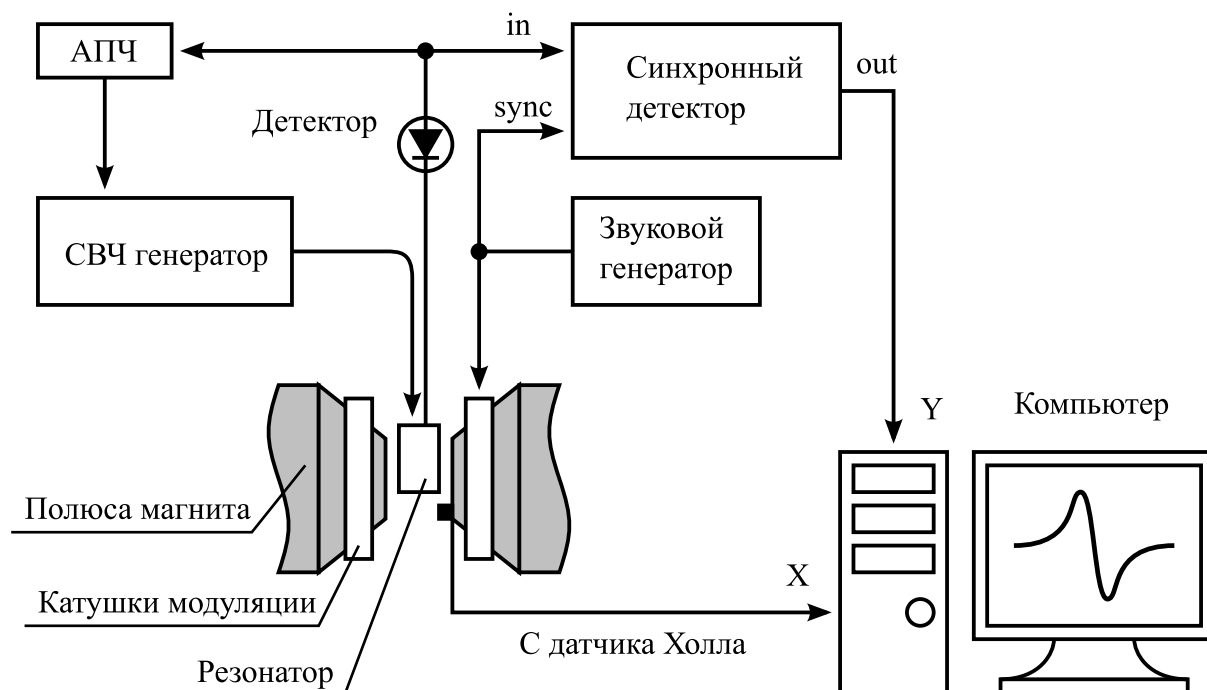 АПЧ
in
Синхронный
детектор
out
sync
Детектор
СВЧ генератор
Звуковой
генератор
Y
Компьютер
Полюса магнита
X
Катушки модуляции
С датчика Холла
Резонатор